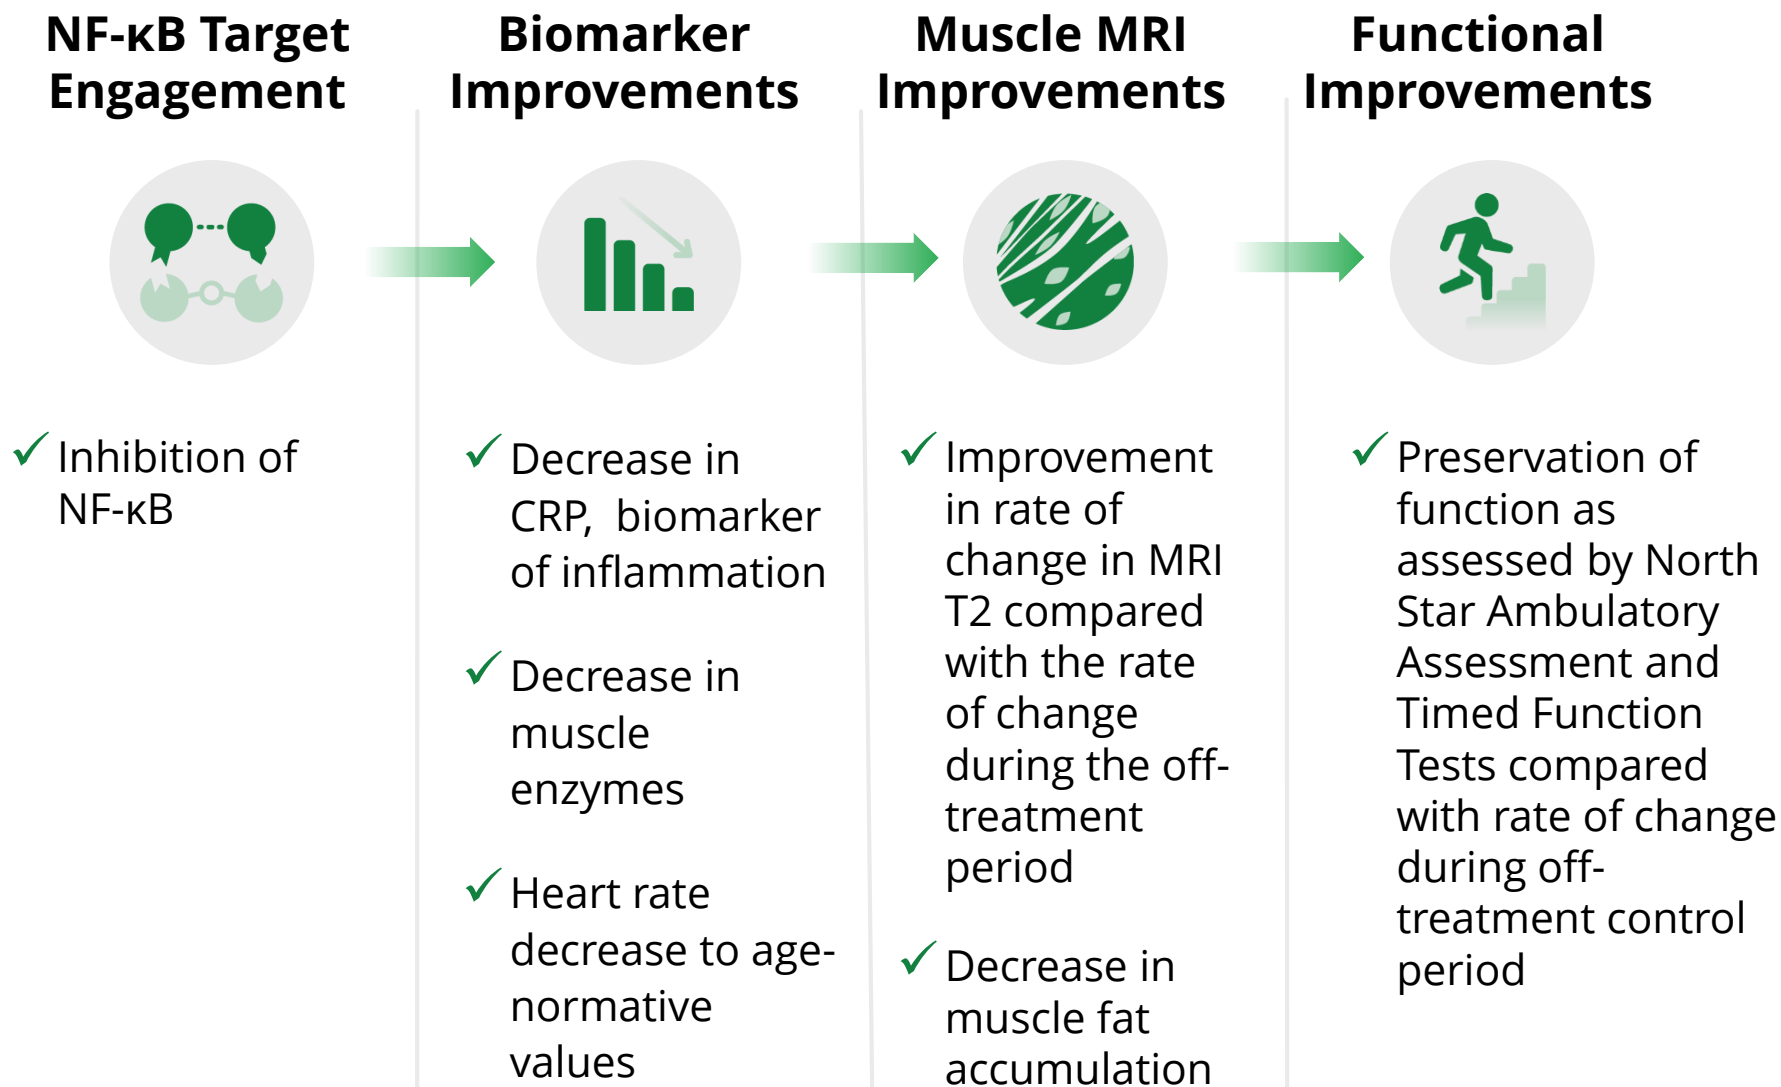 NF-κB Target
Engagement
Inhibition of
NF-κB
Biomarker
Improvements
Decrease in
CRP,  biomarker
of inflammation
Decrease in
muscle
enzymes
Heart rate
decrease to age-
normative
values
Muscle MRI
Improvements
Improvement
in rate of
change in MRI
T2 compared
with the rate
of change
during the off-
treatment
period
Decrease in
muscle fat
accumulation
Functional
Improvements
Preservation of
function as
assessed by North
Star Ambulatory
Assessment and
Timed Function
Tests compared
with rate of change
during off-
treatment control
period